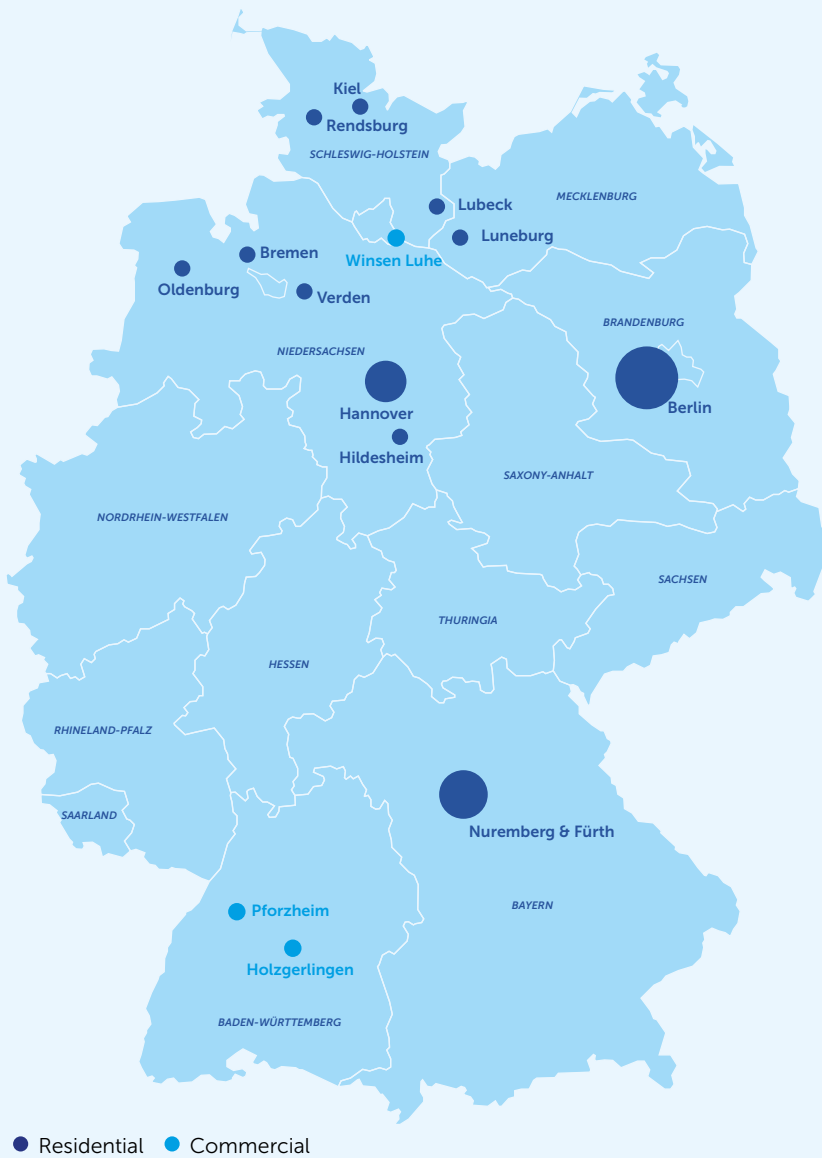 Kiel
Rendsburg
SCHLESWIG-HOLSTEIN
MECKLENBURG
Lubeck
Luneburg
Winsen Luhe
Bremen
Oldenburg
Verden
BRANDENBURG
NIEDERSACHSEN
Hannover
Berlin
Hildesheim
SAXONY-ANHALT
NORDRHEIN-WESTFALEN
SACHSEN
THURINGIA
HESSEN
RHINELAND-PFALZ
SAARLAND
Nuremberg & Fürth
BAYERN
Pforzheim
Holzgerlingen
BADEN-WÜRTTEMBERG
Residential Commercial